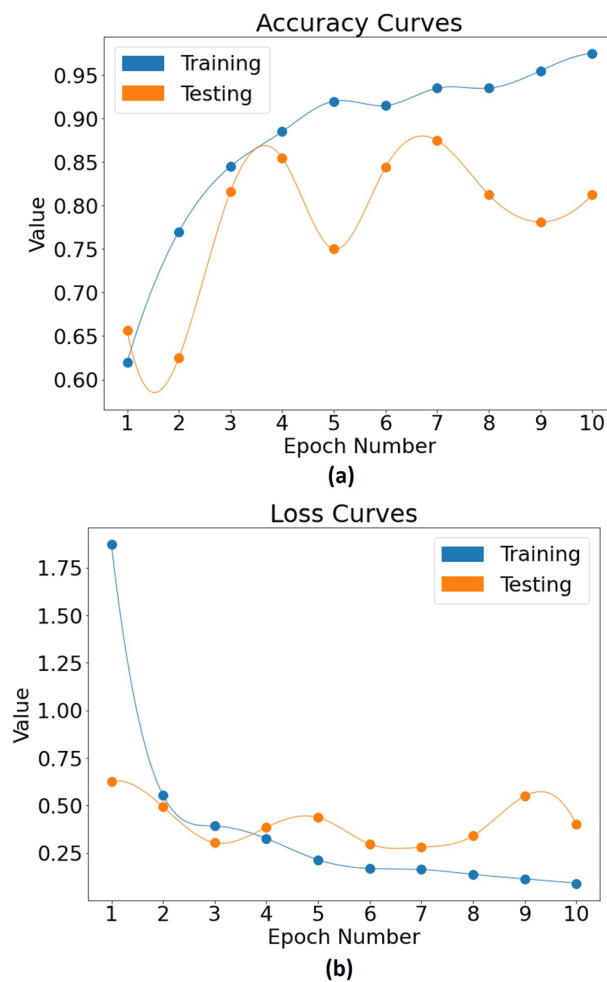 Accuracy Curves
Training
Testing
0.95
0.90
0.85
0.80
0.75
0.70
0.65
0.60
Value
1 2 3 4 5 6 7 8 9 10
Epoch Number
(a)
Loss Curves
Training
Testing
1.75
1.50
1.25
1.00
0.75
0.50
0.25
Value
1 2 3 4 5 6 7 8 9 10
Epoch Number
(b)